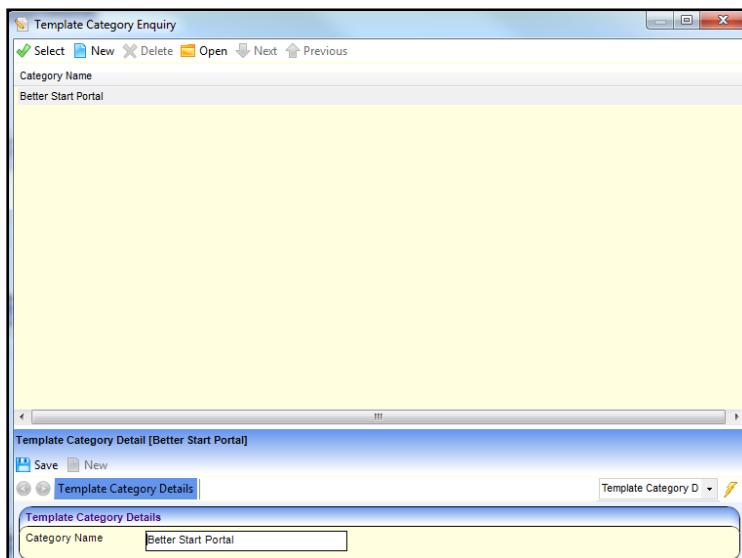 Template Category Enquiry
Select New Delete Open Next Previous
Category Name
Better Start Portal
Template Category Detail [Better Start Portal]
Save New
Template Category Details Template Category D
Template Category Details
Category Name Better Start Portal